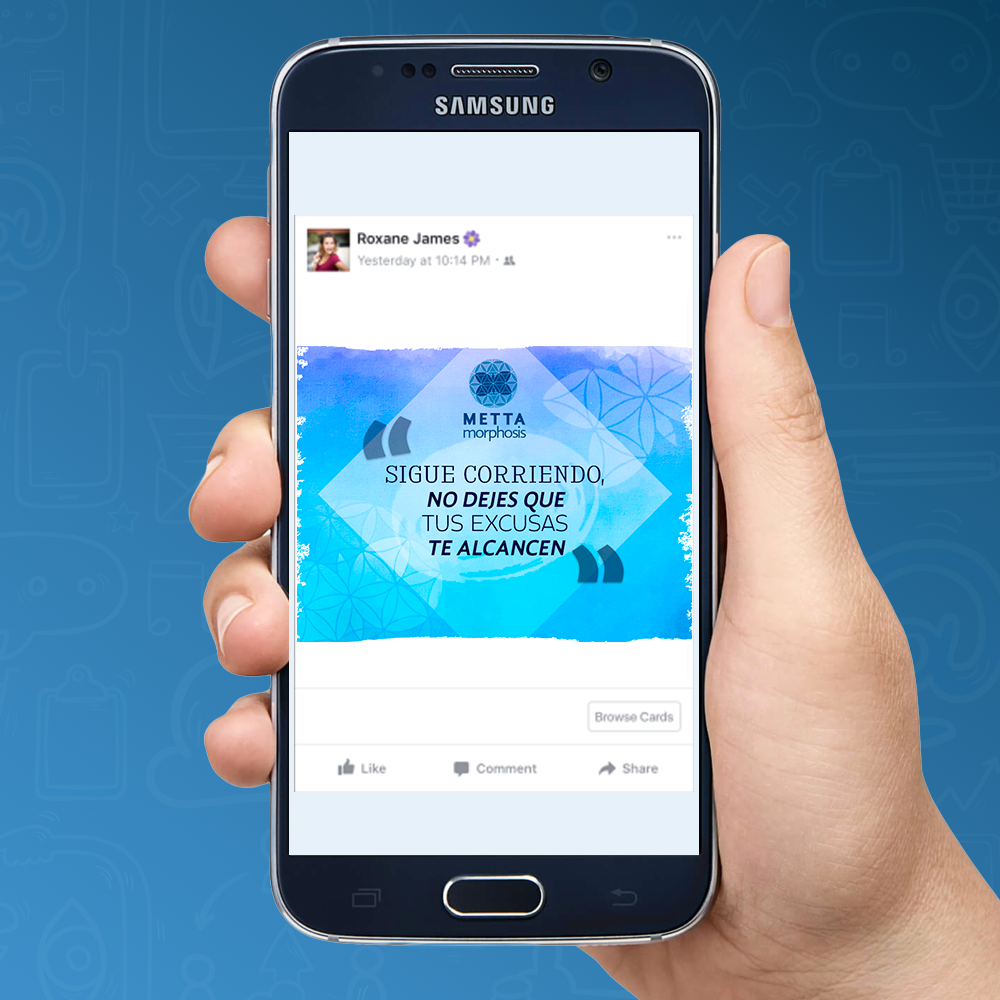 SAMSUNG
Roxane James
Yesterday at 10:14 PM ·
METTA
morphosis
“
SIGUE CORRIENDO,
NO DEJES QUE
TUS EXCUSAS
TE ALCANCEN
”
Browse Cards
Like Comment Share